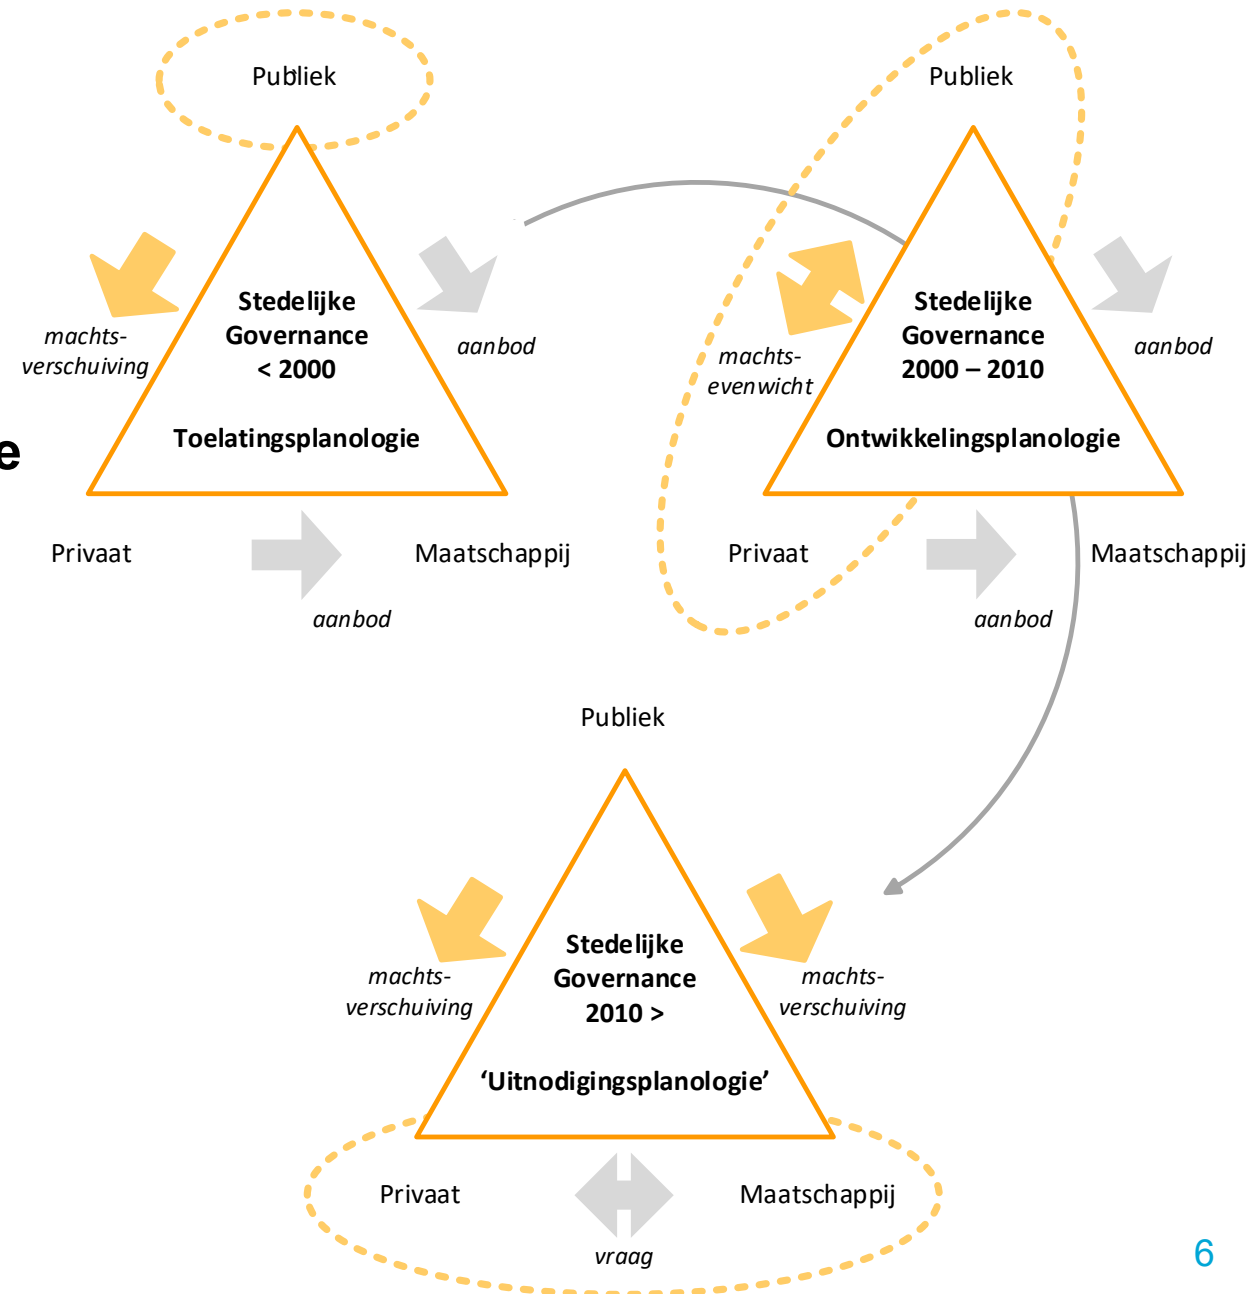 Publiek
machts-
verschuiving
Stedelijke
Governance
< 2000
Toelatingsplanologie
aanbod
Privaat
Maatschappij
aanbod
e
Publiek
machts-
evenwicht
Stedelijke
Governance
2000 – 2010
Ontwikkelingsplanologie
aanbod
Privaat
Maatschappij
aanbod
Publiek
machts-
verschuiving
Stedelijke
Governance
2010 >
‘Uitnodigingsplanologie’
machts-
verschuiving
Privaat
Maatschappij
vraag
6